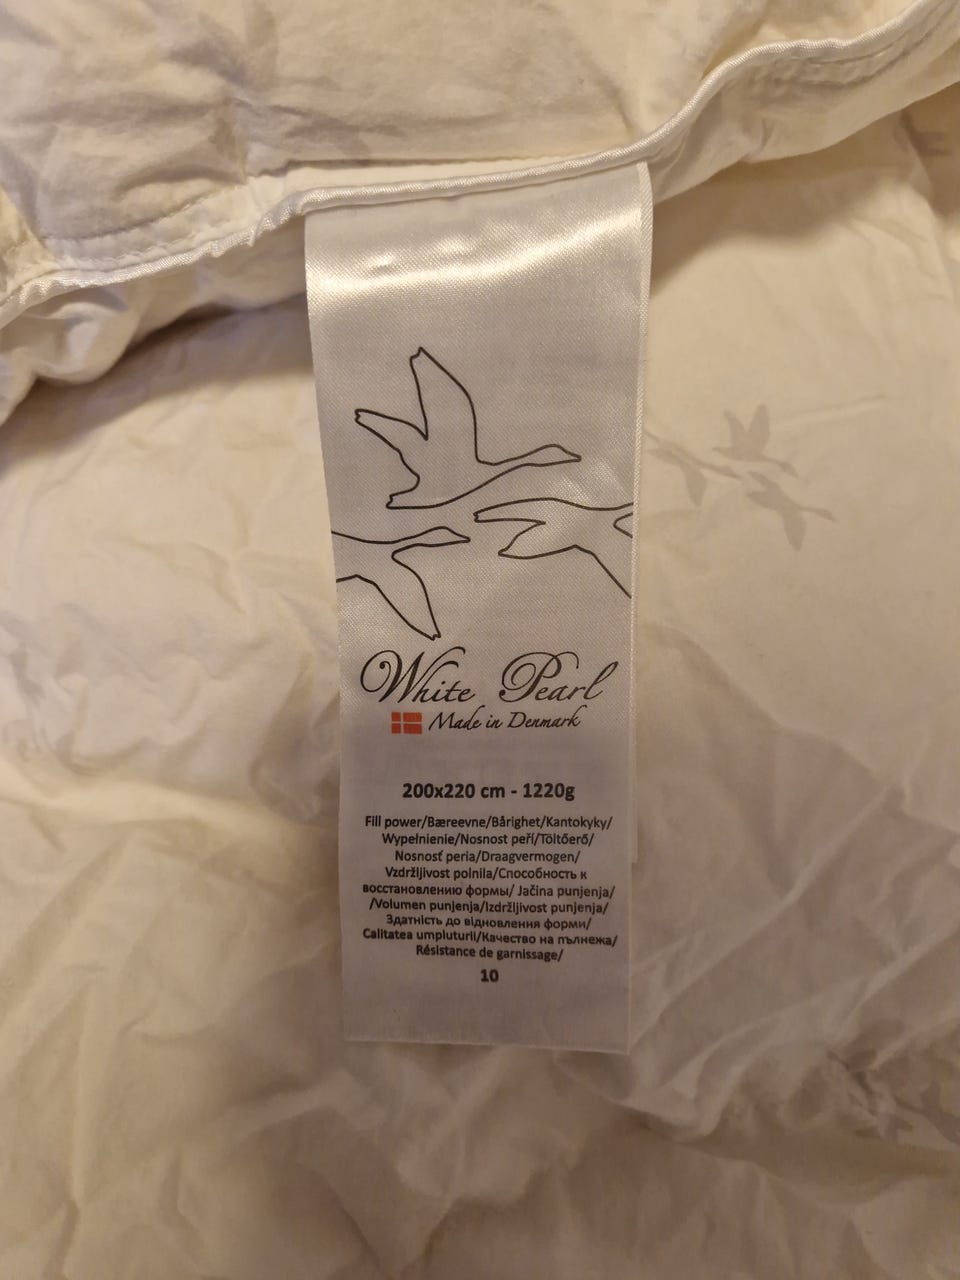 White Pearl
Made in Denmark
200x220 cm - 1220g
Fill power/Bæreevne/Bårighet/Kantokyky/
Wypełnienie/Nosnost peří/Töltőerő/
Nosnosť peria/Draagvermogen/
Vzdržljivost polnila/Способность к
восстановлению формы/ Jačina punjenja/
/Volumen punjenja/Izdržljivost punjenja/
Здатність до відновлення форми/
Calitatea umpluturii/Качество на пълнежа/
Résistance de garnissage/
10